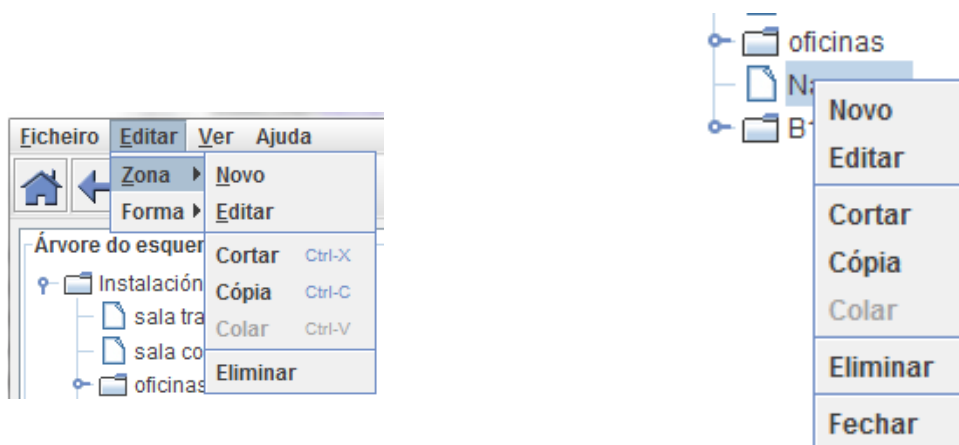 Ficheiro Editar Ver Ajuda
Zona Novo
Forma Editar
Árvore do esquer
Cortar Ctrl-X
Instalación
Cópia Ctrl-C
sala tra
Colar Ctrl-V
sala co
Eliminar
oficinas
oficinas
Novo
Editar
Cortar
Cópia
Colar
Eliminar
Fechar